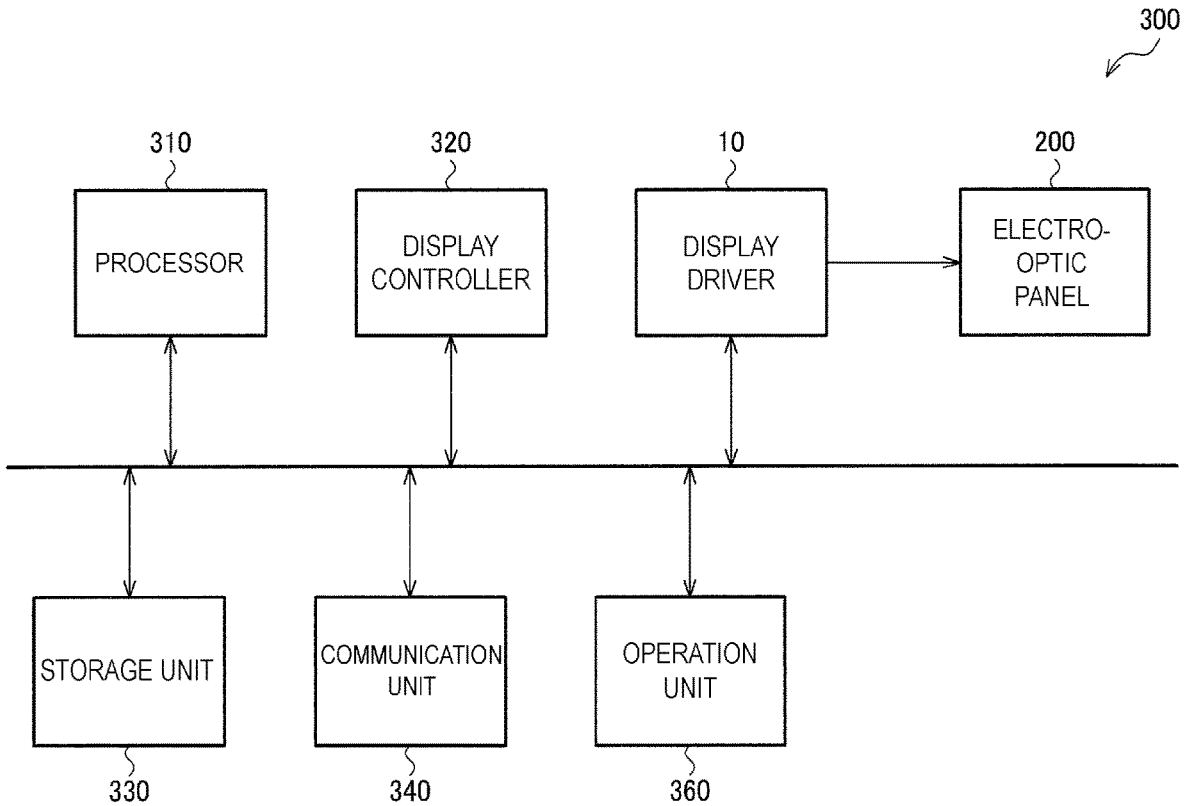 300
310
320
10
200
PROCESSOR
DISPLAY
CONTROLLER
DISPLAY
DRIVER
ELECTRO-
OPTIC
PANEL
STORAGE UNIT
COMMUNICATION
UNIT
OPERATION
UNIT
330
340
360